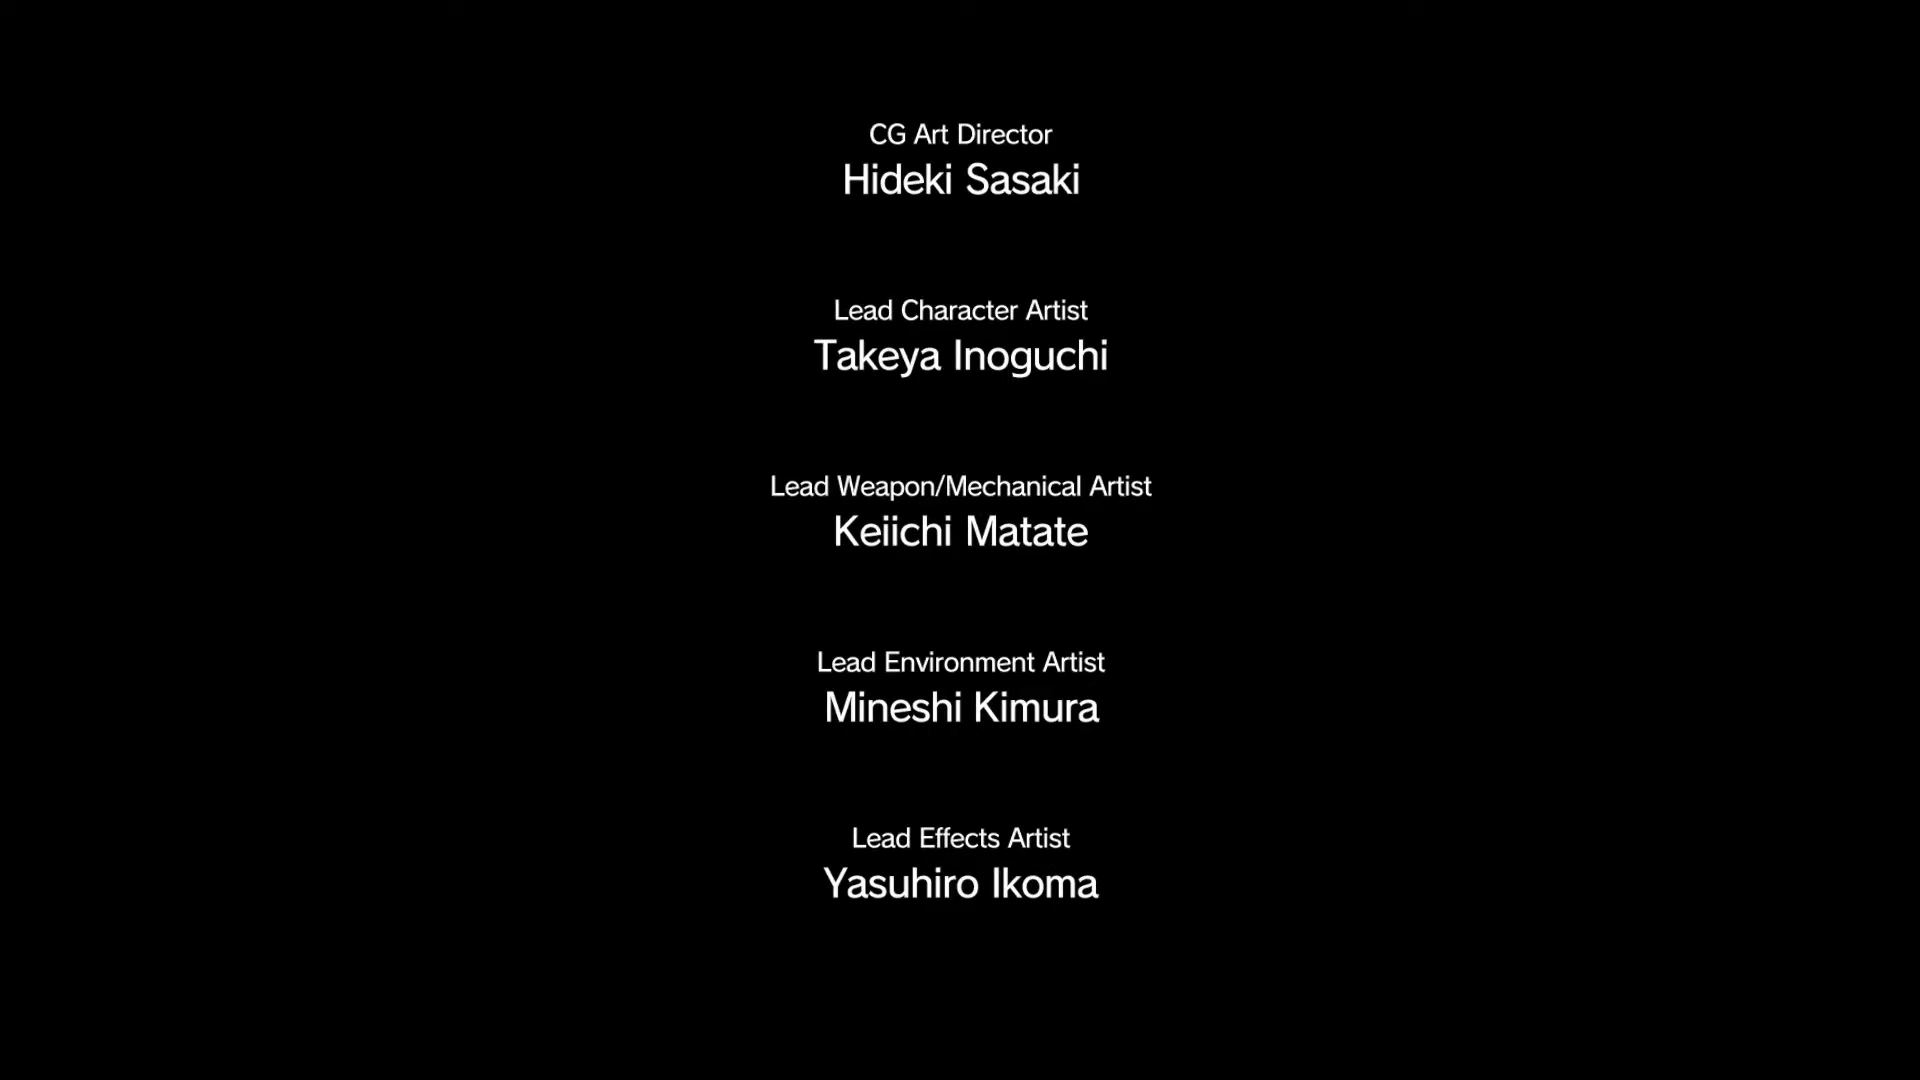 CG Art Director
Hideki Sasaki
Lead Character Artist
Takeya Inoguchi
Lead Weapon/Mechanical Artist
Keiichi Matate
Lead Environment Artist
Mineshi Kimura
Lead Effects Artist
Yasuhiro Ikoma